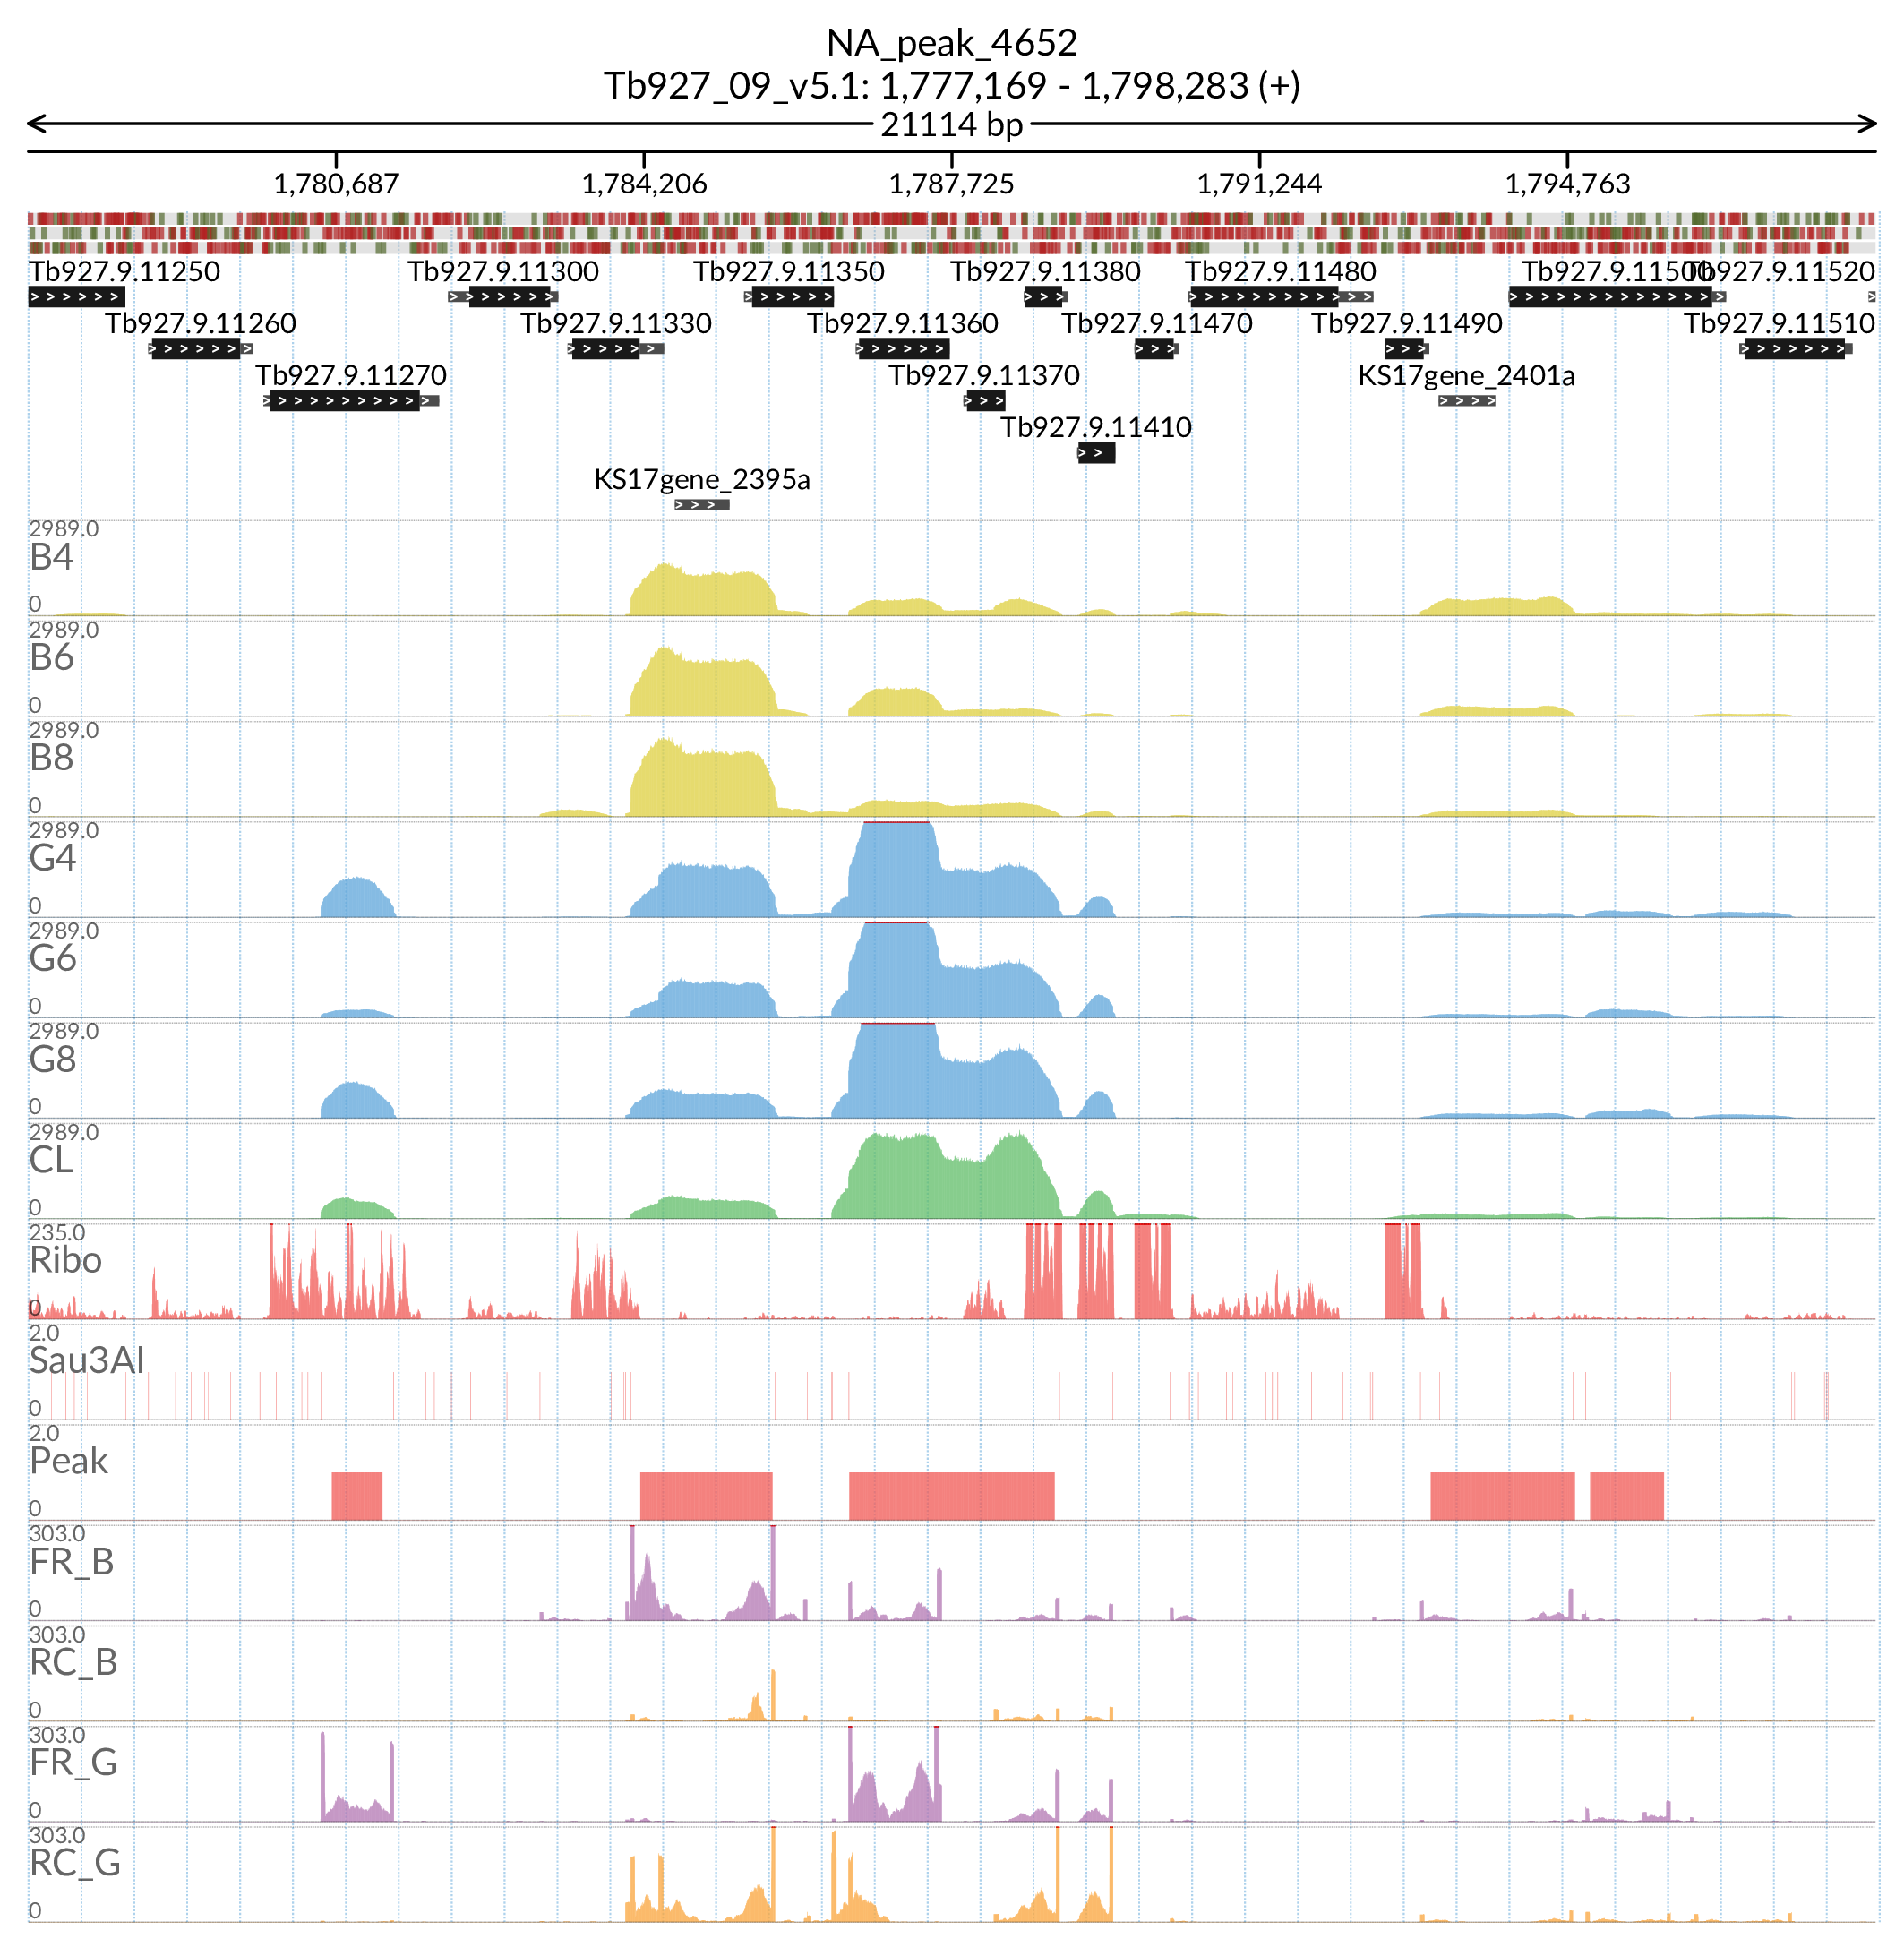 NA_peak_4652
Tb927_09_v5.1: 1,777,169 - 1,798,283 (+)
21114 bp
1,780,687 1,784,206 1,787,725 1,791,244 1,794,763
Tb927.9.11250 Tb927.9.11300 Tb927.9.11350 Tb927.9.11380 Tb927.9.11480 Tb927.9.11500 Tb927.9.11520
Tb927.9.11260 Tb927.9.11330 Tb927.9.11360 Tb927.9.11470 Tb927.9.11490 Tb927.9.11510
Tb927.9.11270 Tb927.9.11370 KS17gene_2401a
Tb927.9.11410
KS17gene_2395a
2989.0
B4
0
2989.0
B6
0
2989.0
B8
0
2989.0
G4
0
2989.0
G6
0
2989.0
G8
0
2989.0
CL
0
235.0
Ribo
0
2.0
Sau3AI
0
2.0
Peak
0
303.0
FR_B
0
303.0
RC_B
0
303.0
FR_G
0
303.0
RC_G
0